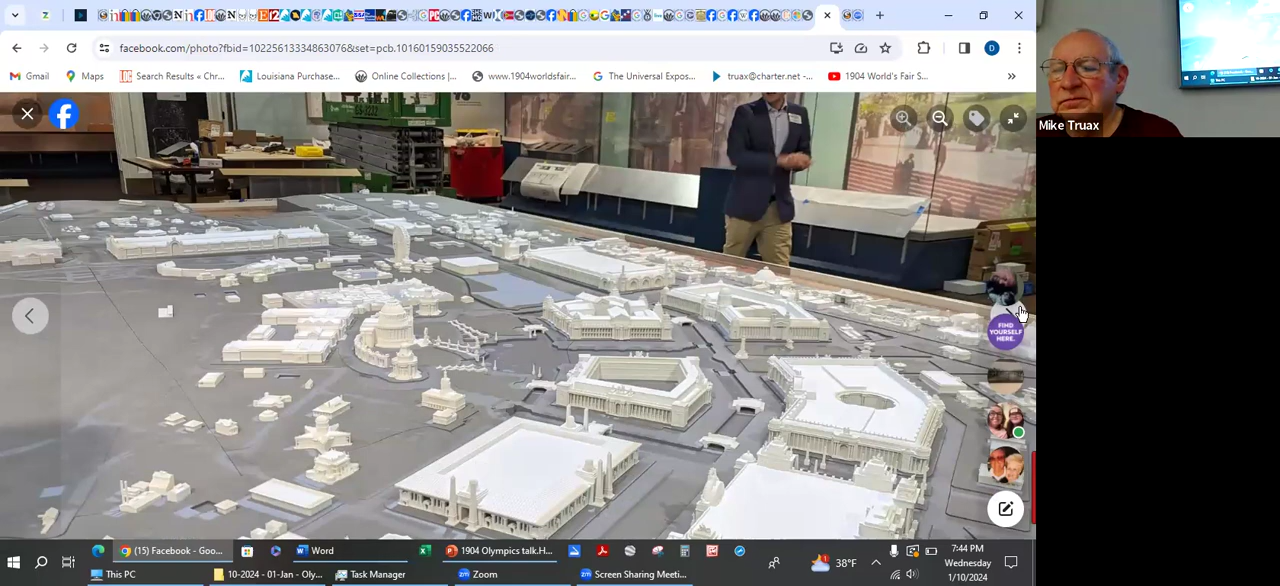 facebook.com/photo?fbid=10225613334863076&set=pcb.10160159035522066
Gmail
Maps
Search Results « Chr...
Louisiana Purchase...
Online Collections |...
www.1904worldsfair...
The Universal Expos...
truax@charter.net -...
1904 World's Fair S...
Mike Truax
FIND
YOURSELF
HERE.
(15) Facebook - Goo...
Word
1904 Olympics talk.H...
38°F
7:44 PM
Wednesday
1/10/2024
This PC
10-2024 - 01-Jan - Oly...
Task Manager
Zoom
Screen Sharing Meeti...